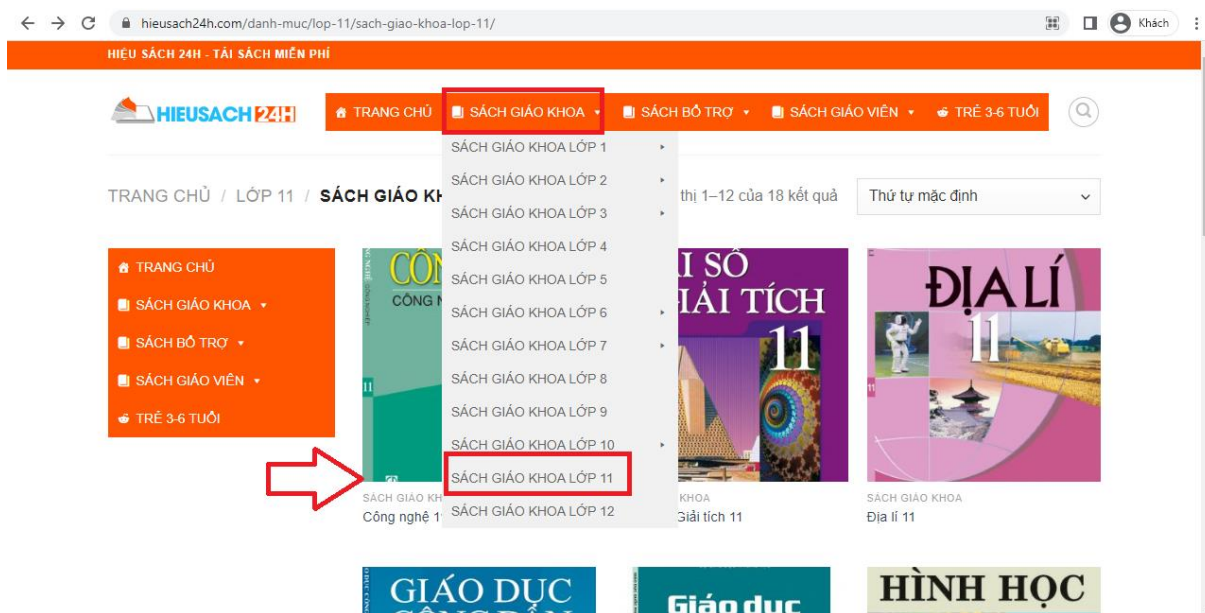 hieusach24h.com/danh-muc/lop-11/sach-giao-khoa-lop-11/
Khách
HIỆU SÁCH 24H - TẢI SÁCH MIỄN PHÍ
HIEUSACH 24H
TRANG CHỦ
SÁCH GIÁO KHOA
SÁCH BỔ TRỢ
SÁCH GIÁO VIÊN
TRẺ 3-6 TUỔI
SÁCH GIÁO KHOA LỚP 1
SÁCH GIÁO KHOA LỚP 2
SÁCH GIÁO KHOA LỚP 3
SÁCH GIÁO KHOA LỚP 4
SÁCH GIÁO KHOA LỚP 5
SÁCH GIÁO KHOA LỚP 6
SÁCH GIÁO KHOA LỚP 7
SÁCH GIÁO KHOA LỚP 8
SÁCH GIÁO KHOA LỚP 9
SÁCH GIÁO KHOA LỚP 10
SÁCH GIÁO KHOA LỚP 11
SÁCH GIÁO KHOA LỚP 12
TRANG CHỦ / LỚP 11 / SÁCH GIÁO
thị 1–12 của 18 kết quả
Thứ tự mặc định
TRANG CHỦ
SÁCH GIÁO KHOA
SÁCH BỔ TRỢ
SÁCH GIÁO VIÊN
TRẺ 3-6 TUỔI
CÔNG
11
SỐ
GIẢI TÍCH
11
ĐỊA LÍ
11
11
SÁCH GIÁO
Công nghệ
KHOA
Giải tích 11
SÁCH GIÁO KHOA
Địa lí 11
GIÁO DỤC
CÔNG DÂN
Giáo dục
HÌNH HỌC